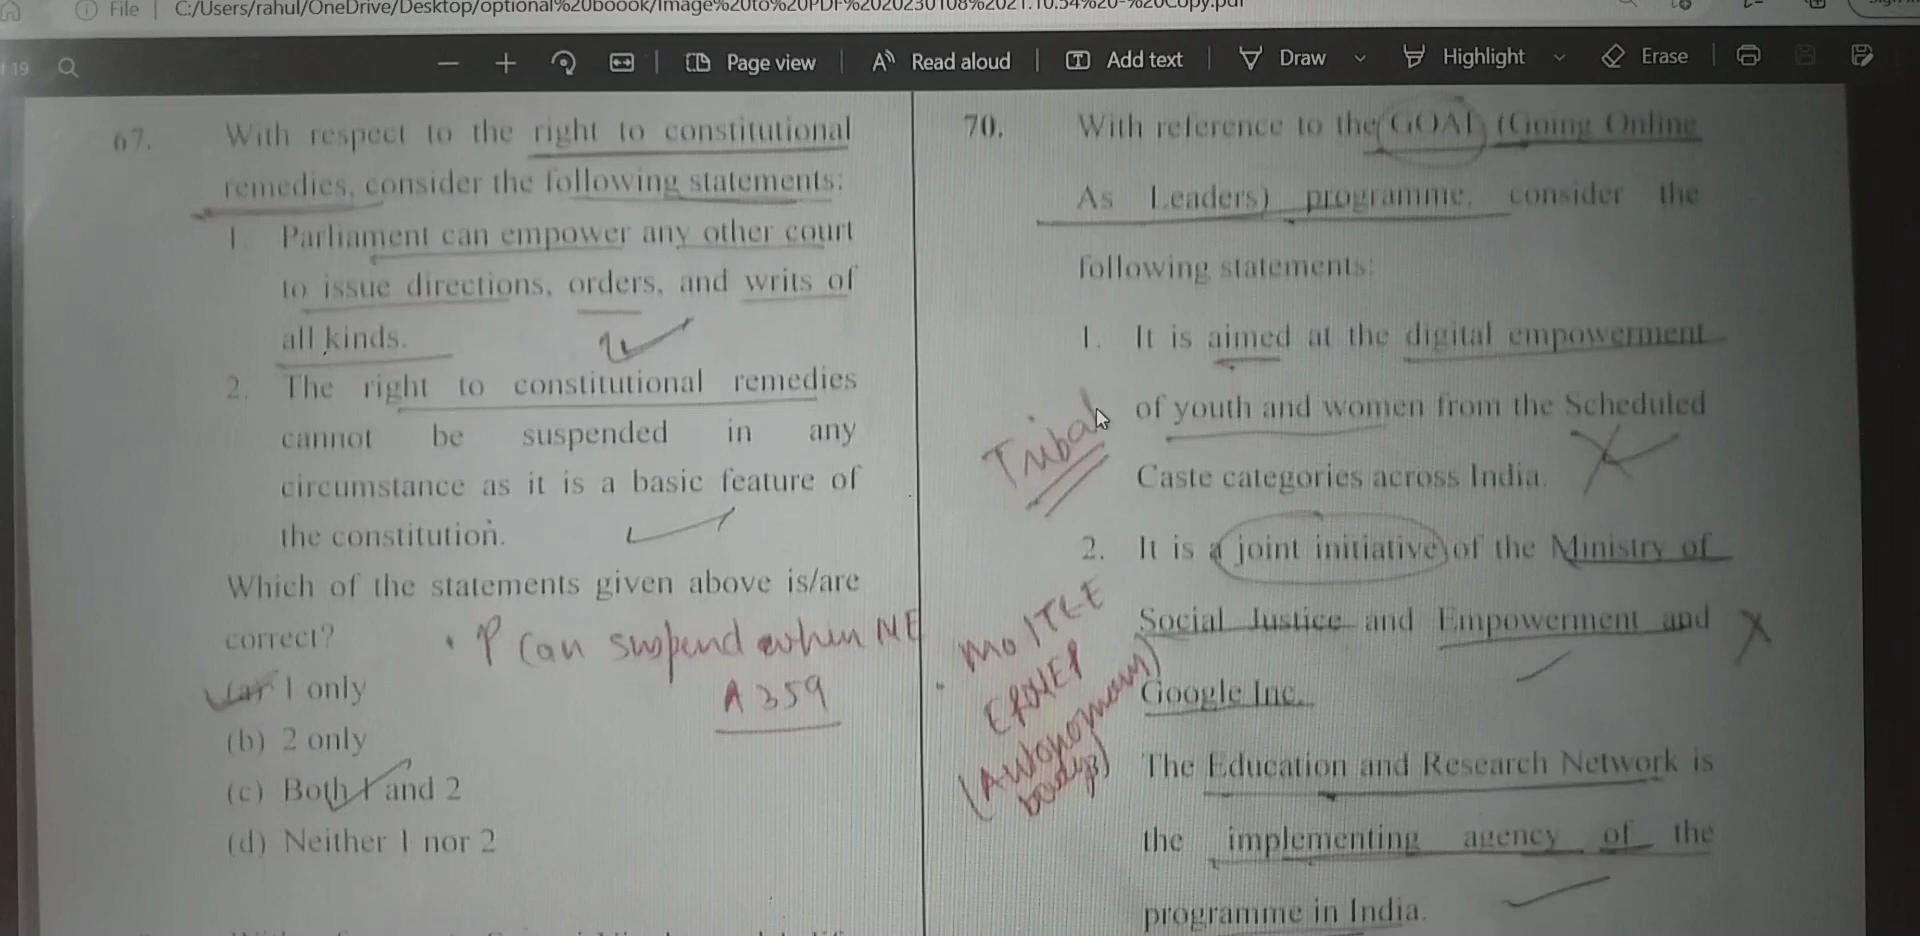 File
C:/Users/rahul/OneDrive/Desktop/optional%20boook/Image%20to%20PDF%2020230108%2021.10.54%20-%20Copy.pdf
19
Page view
Read aloud
Add text
Draw
Highlight
Erase
67. With respect to the right to constitutional
remedies, consider the following statements:
1. Parliament can empower any other court
to issue directions, orders, and writs of
all kinds.
2. The right to constitutional remedies
cannot be suspended in any
circumstance as it is a basic feature of
the constitution.
Which of the statements given above is/are
correct?
• P can suspend when NE
A 359
(a) 1 only
(b) 2 only
(c) Both 1 and 2
(d) Neither 1 nor 2
70. With reference to the GOAL (Going Online
As Leaders) programme, consider the
following statements:
1. It is aimed at the digital empowerment
of youth and women from the Scheduled
Caste categories across India.
Tribal
2. It is a joint initiative of the Ministry of
Social Justice and Empowerment and
Google Inc.
(Autonomous
body)
The Education and Research Network is
the implementing agency of the
programme in India.